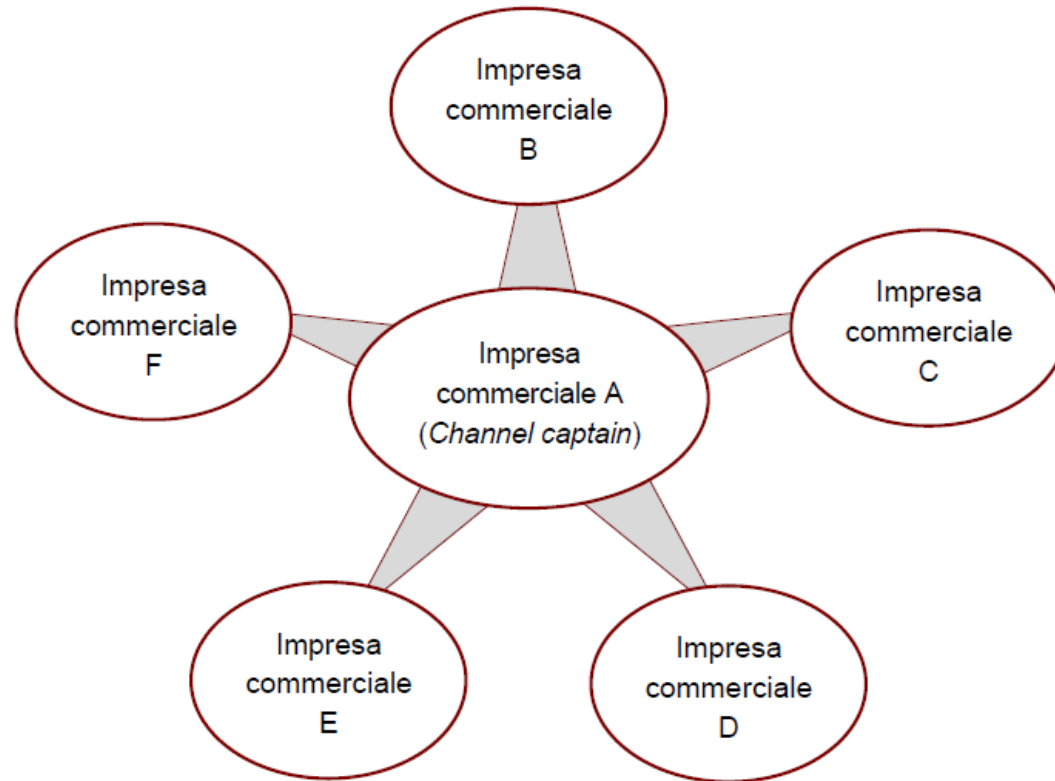 Impresa
commerciale
B
Impresa
commerciale
F
Impresa
commerciale
C
Impresa
commerciale A
(Channel captain)
Impresa
commerciale
E
Impresa
commerciale
D